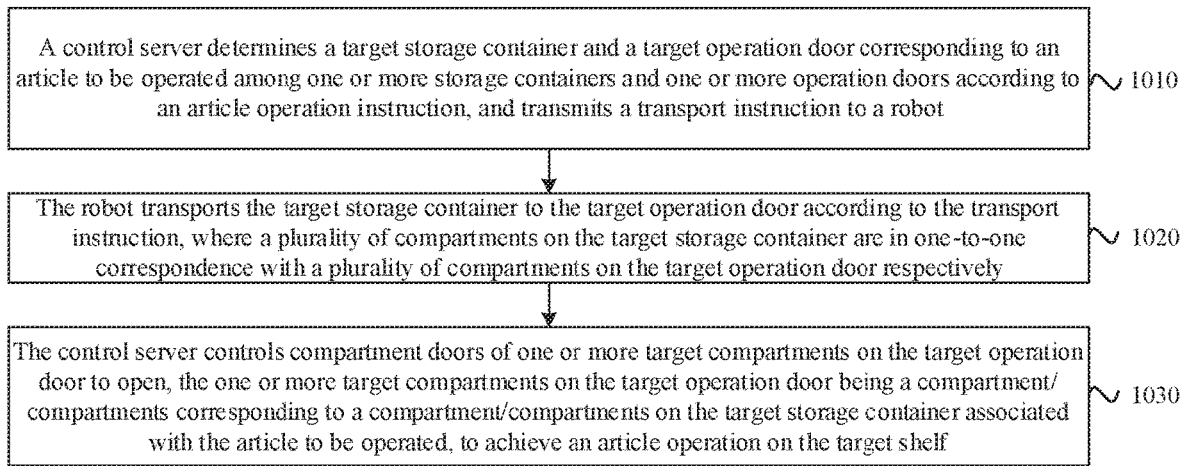 A control server determines a target storage container and a target operation door corresponding to an
article to be operated among one or more storage containers and one or more operation doors according to
an article operation instruction, and transmits a transport instruction to a robot
1010
The robot transports the target storage container to the target operation door according to the transport
instruction, where a plurality of compartments on the target storage container are in one-to-one
correspondence with a plurality of compartments on the target operation door respectively
1020
The control server controls compartment doors of one or more target compartments on the target operation
door to open, the one or more target compartments on the target operation door being a compartment/
compartments corresponding to a compartment/compartments on the target storage container associated
with the article to be operated, to achieve an article operation on the target shelf
1030